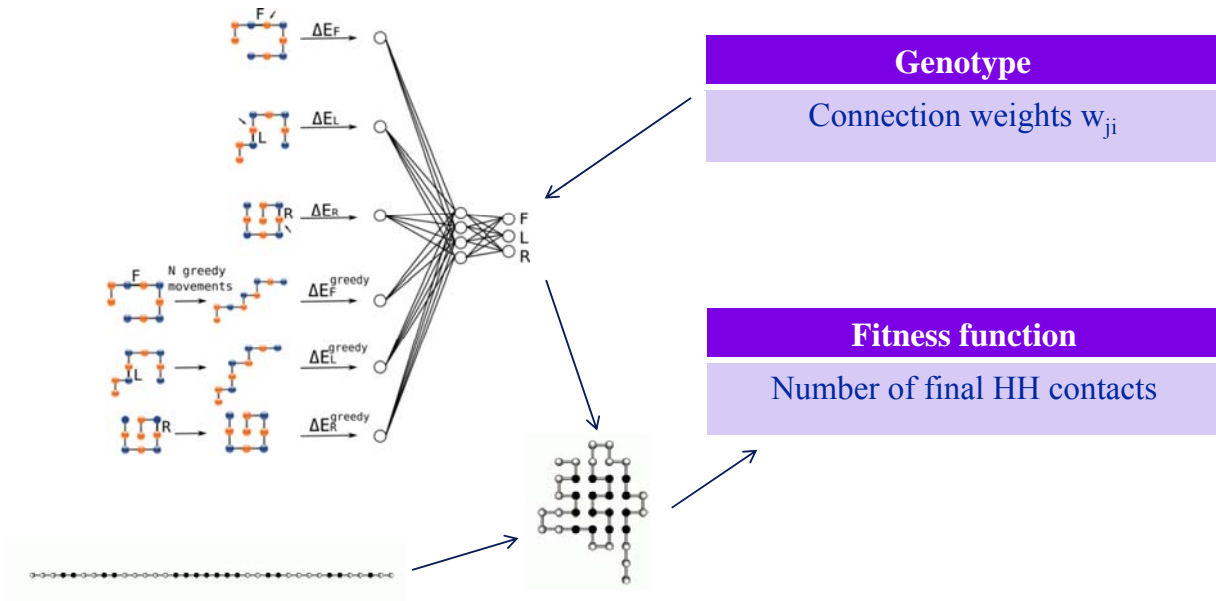 F
ΔEF
ΔEL
L
R
ΔER
F
L
R
F
N greedy
movements
ΔEFgreedy
L
ΔELgreedy
R
ΔERgreedy
Genotype
Connection weights wji
Fitness function
Number of final HH contacts